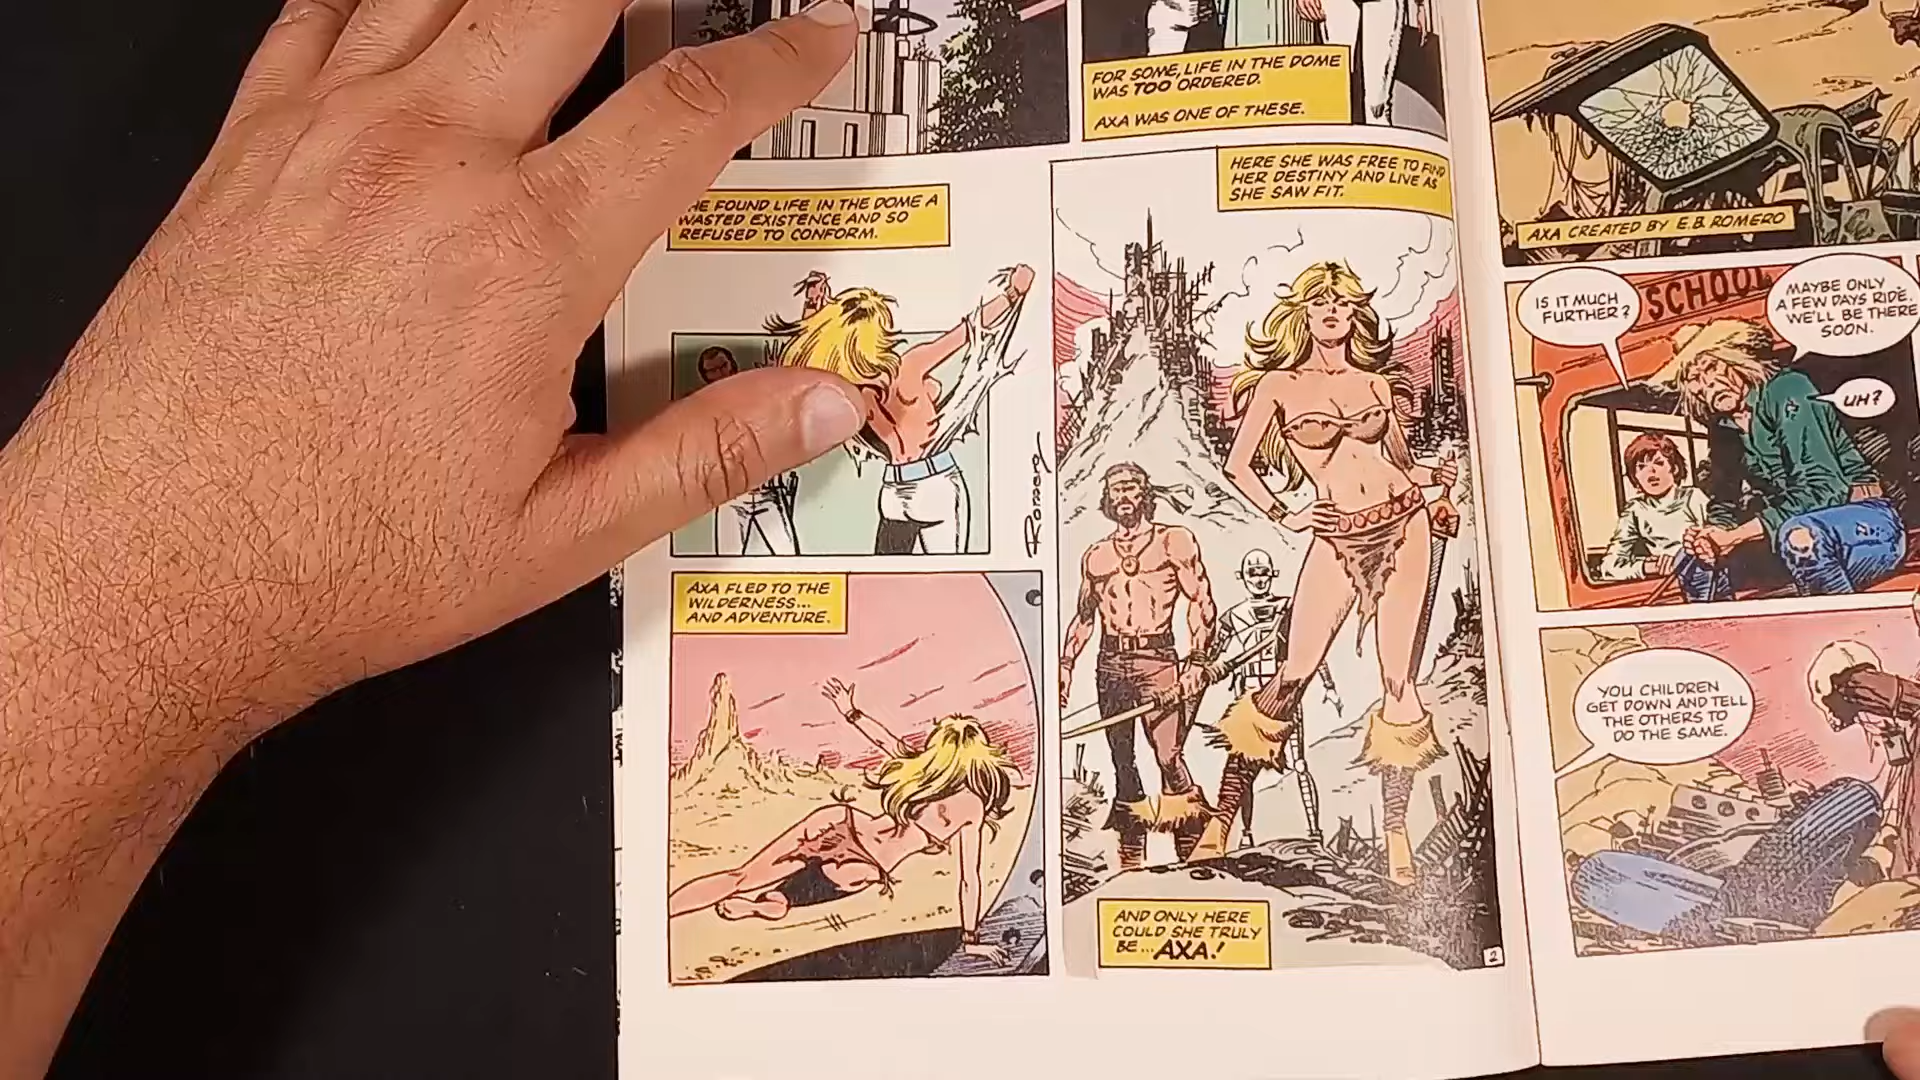 FOR SOME, LIFE IN THE DOME
WAS TOO ORDERED.
AXA WAS ONE OF THESE.
HE FOUND LIFE IN THE DOME A
WASTED EXISTENCE AND SO
REFUSED TO CONFORM.
Romero
AXA FLED TO THE
WILDERNESS...
AND ADVENTURE.
HERE SHE WAS FREE TO FIND
HER DESTINY AND LIVE AS
SHE SAW FIT.
AND ONLY HERE
COULD SHE TRULY
BE... AXA!
2
AXA CREATED BY E.B. ROMERO
IS IT MUCH
FURTHER?
SCHOOL
MAYBE ONLY
A FEW DAYS RIDE.
WE'LL BE THERE
SOON.
UH?
YOU CHILDREN
GET DOWN AND TELL
THE OTHERS TO
DO THE SAME.